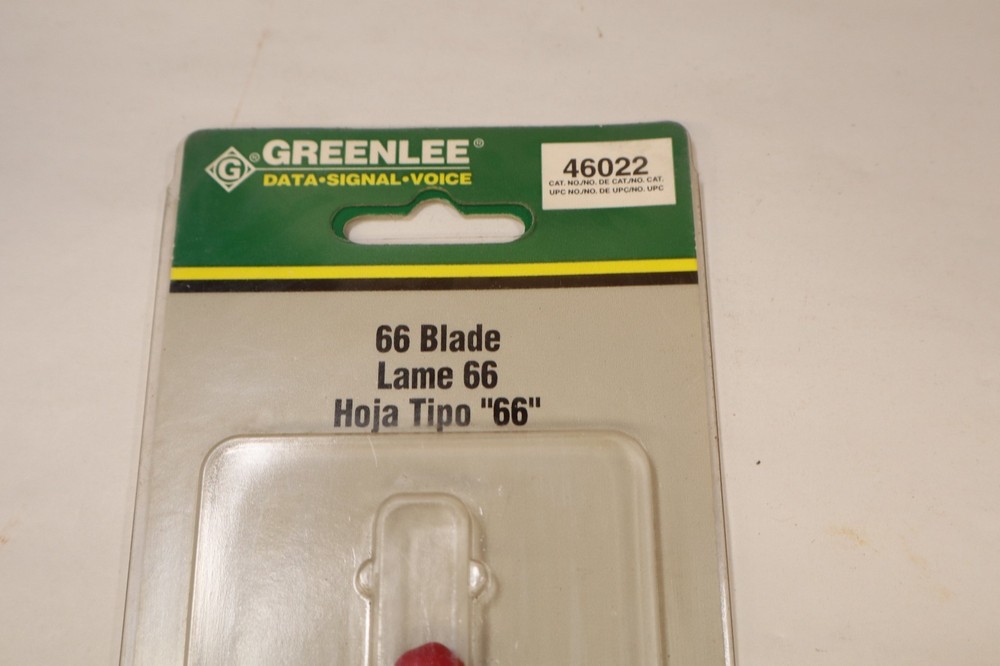 G® GREENLEE®
DATA•SIGNAL•VOICE
46022
CAT. NO./NO. DE CAT./NO. CAT.
UPC NO./NO. DE UPC/NO. UPC
66 Blade
Lame 66
Hoja Tipo "66"